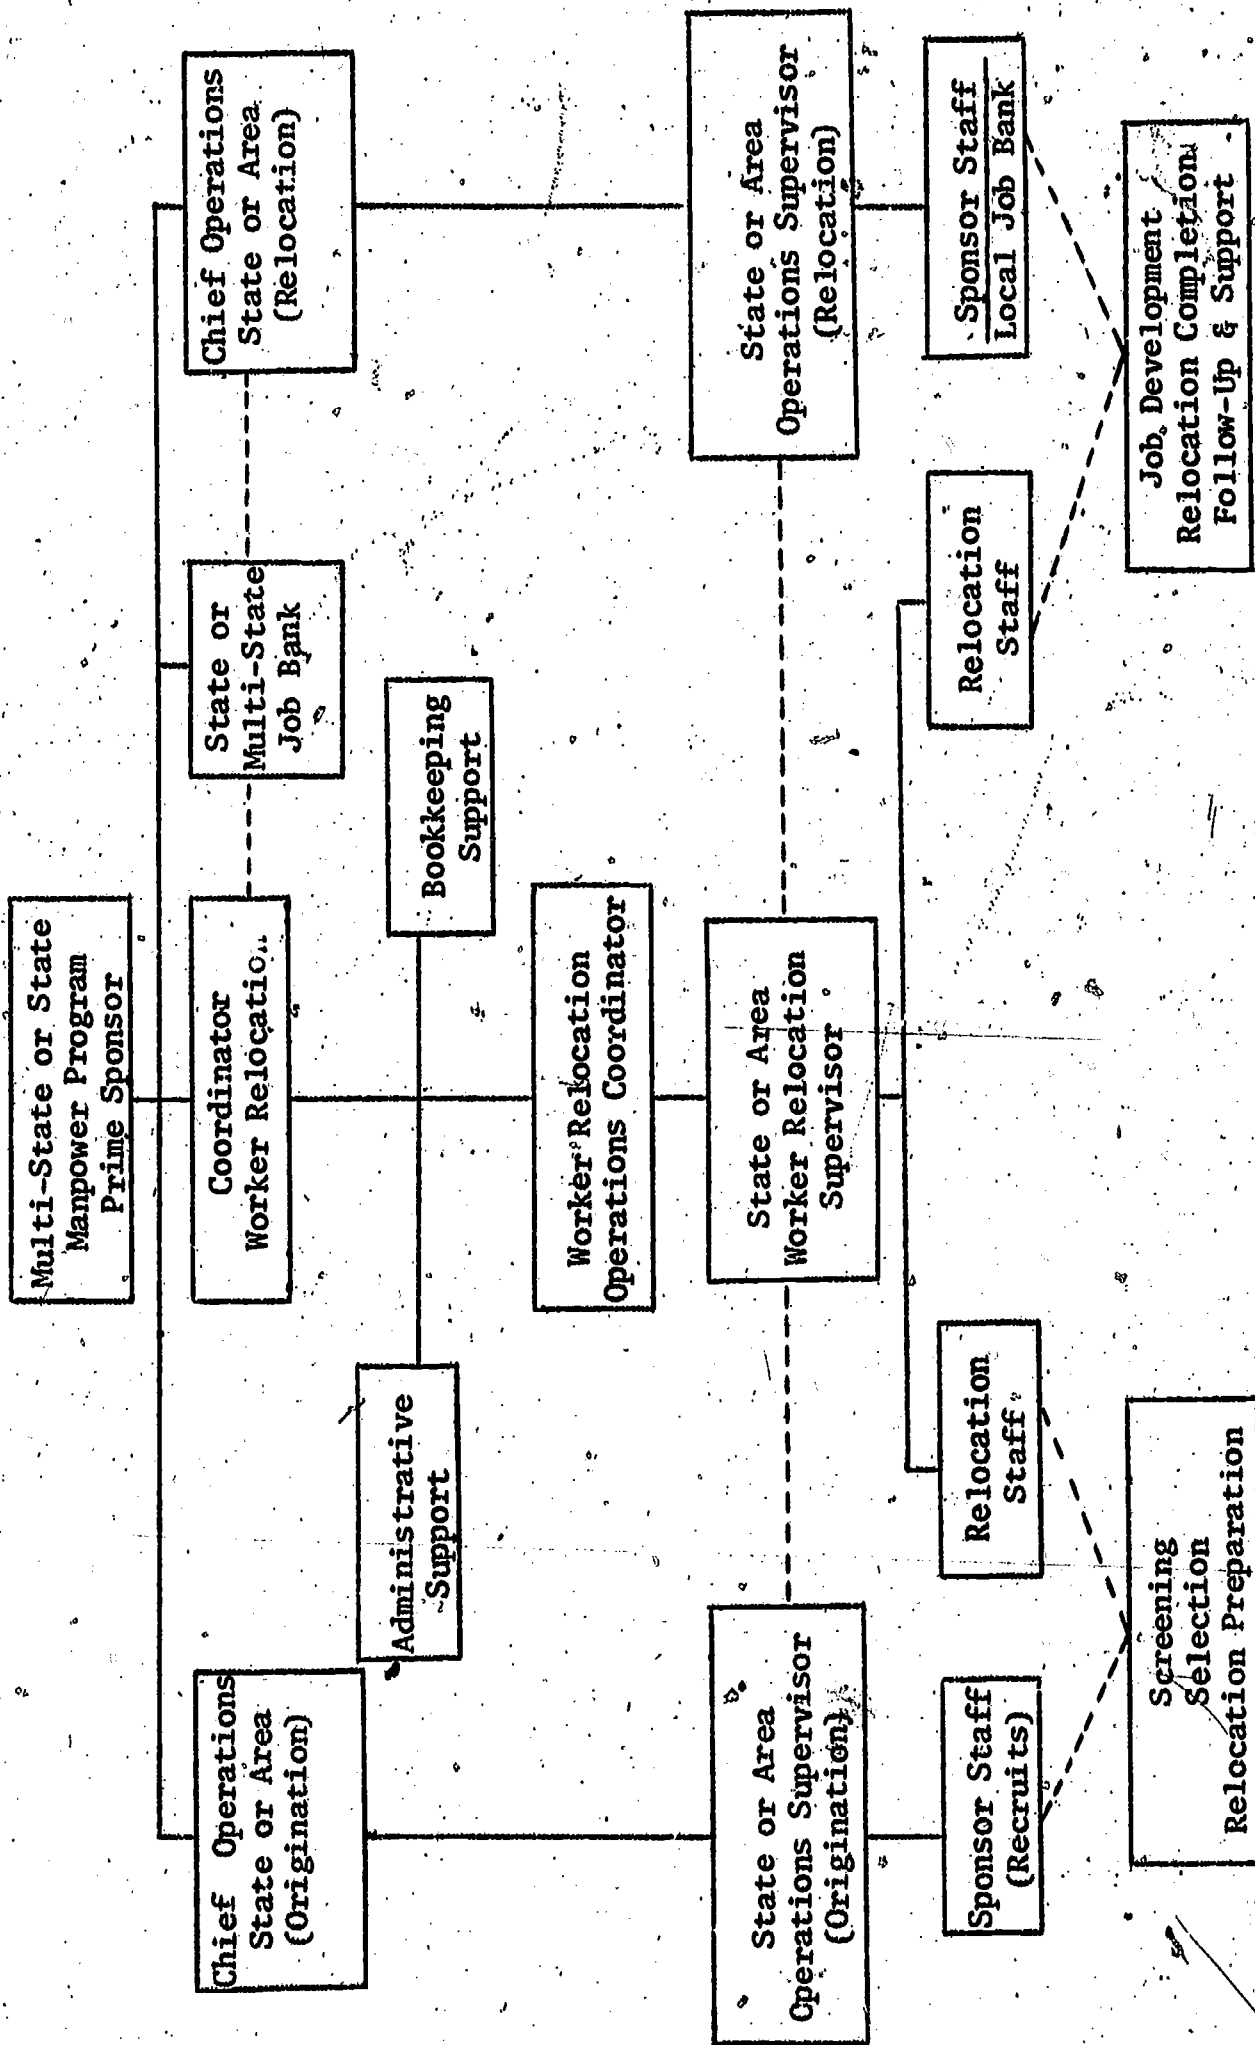 Multi-State or State
Manpower Program
Prime Sponsor
Chief Operations
State or Area
(Origination)
Coordinator
Worker Relocation
State or
Multi-State
Job Bank
Chief Operations
State or Area
(Relocation)
Administrative
Support
Bookkeeping
Support
Worker Relocation
Operations Coordinator
State or Area
Operations Supervisor
(Origination)
State or Area
Worker Relocation
Supervisor
State or Area
Operations Supervisor
(Relocation)
Sponsor Staff
(Recruits)
Relocation
Staff
Relocation
Staff
Sponsor Staff
Local Job Bank
Screening
Selection
Relocation Preparation
Job Development
Relocation Completion
Follow-Up & Support